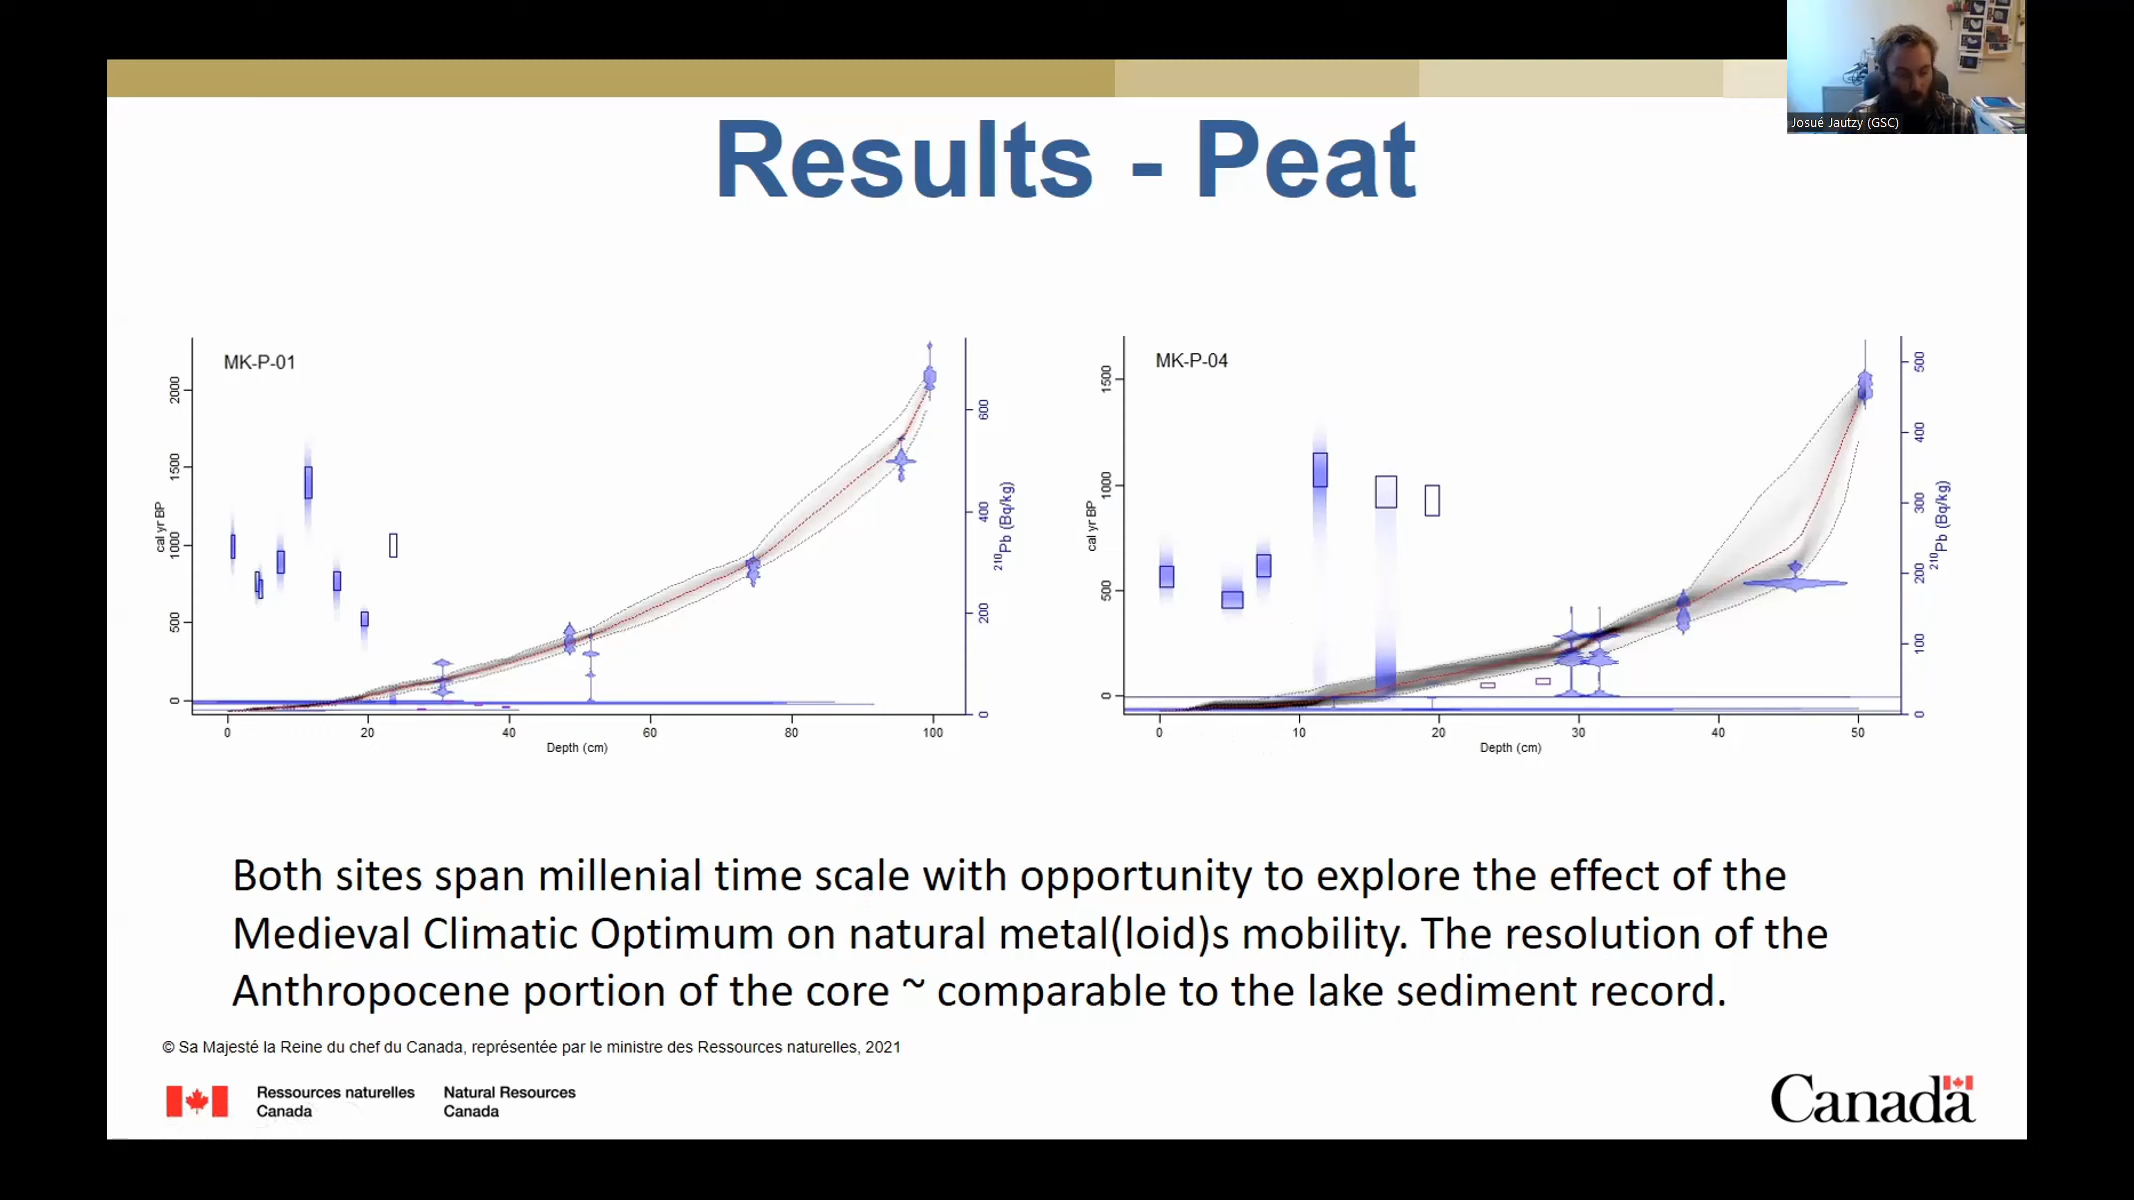 Josué Jautzy (GSC)
Results - Peat
MK-P-01
cal yr BP
0
500
1000
1500
2000
0
20
40
60
80
100
Depth (cm)
0
200
400
600
²¹⁰Pb (Bq/kg)
MK-P-04
cal yr BP
0
500
1000
1500
0
10
20
30
40
50
Depth (cm)
0
100
200
300
400
500
²¹⁰Pb (Bq/kg)
Both sites span millenial time scale with opportunity to explore the effect of the
Medieval Climatic Optimum on natural metal(loid)s mobility. The resolution of the
Anthropocene portion of the core ~ comparable to the lake sediment record.
© Sa Majesté la Reine du chef du Canada, représentée par le ministre des Ressources naturelles, 2021
Ressources naturelles
Canada
Natural Resources
Canada
Canada